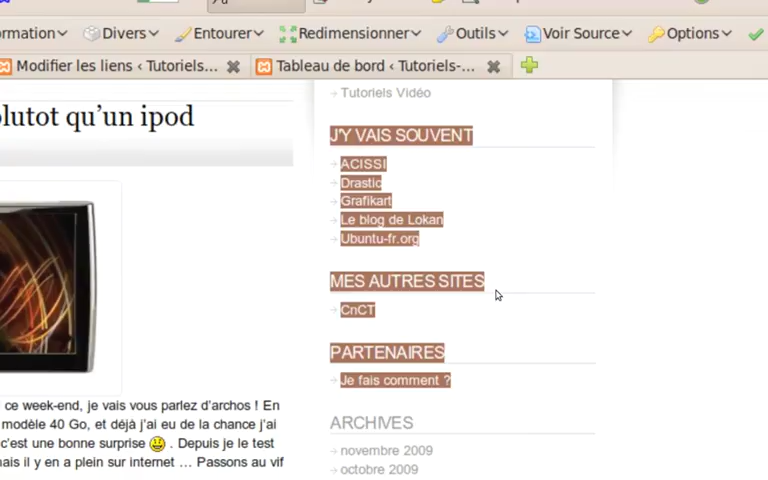 Divers
Entourer
Redimensionner
Outils
Voir Source
Options
Modifier les liens ‹ Tutoriels...
Tableau de bord ‹ Tutoriels-...
qu'un ipod
ce week-end, je vais vous parlez d'archos ! En
modèle 40 Go, et déjà j'ai eu de la chance j'ai
c'est une bonne surprise . Depuis je le test
il y en a plein sur internet ... Passons au vif
Tutoriels Vidéo
J'Y VAIS SOUVENT
ACISSI
Drastic
Grafikart
Le blog de Lokan
Ubuntu-fr.org
MES AUTRES SITES
CnCT
PARTENAIRES
Je fais comment ?
ARCHIVES
novembre 2009
octobre 2009